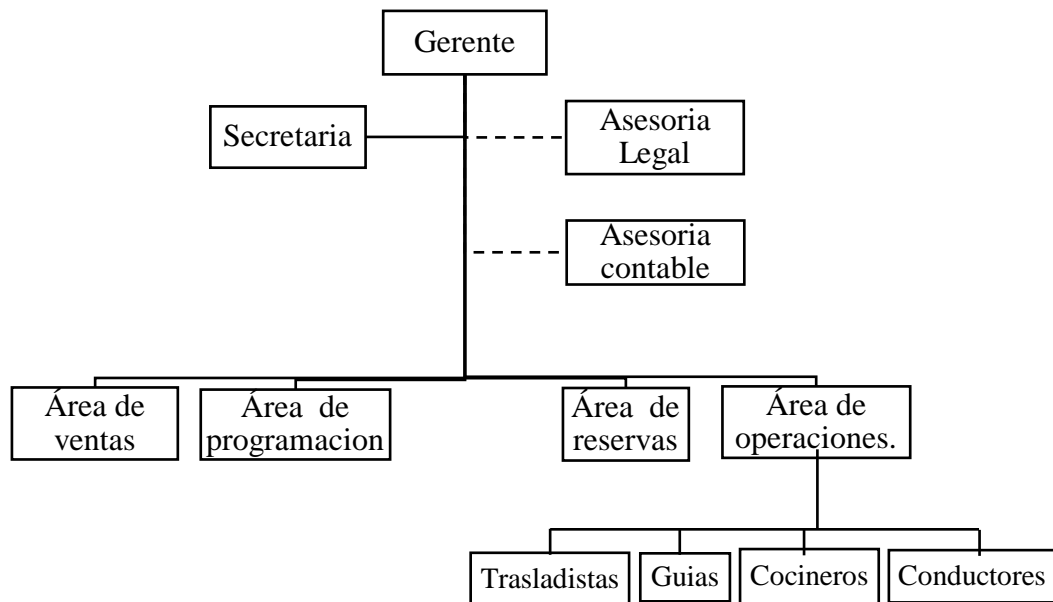 Gerente
Secretaria
Asesoria
Legal
Asesoria
contable
Área de
ventas
Área de
programacion
Área de
reservas
Área de
operaciones.
Trasladistas
Guias
Cocineros
Conductores